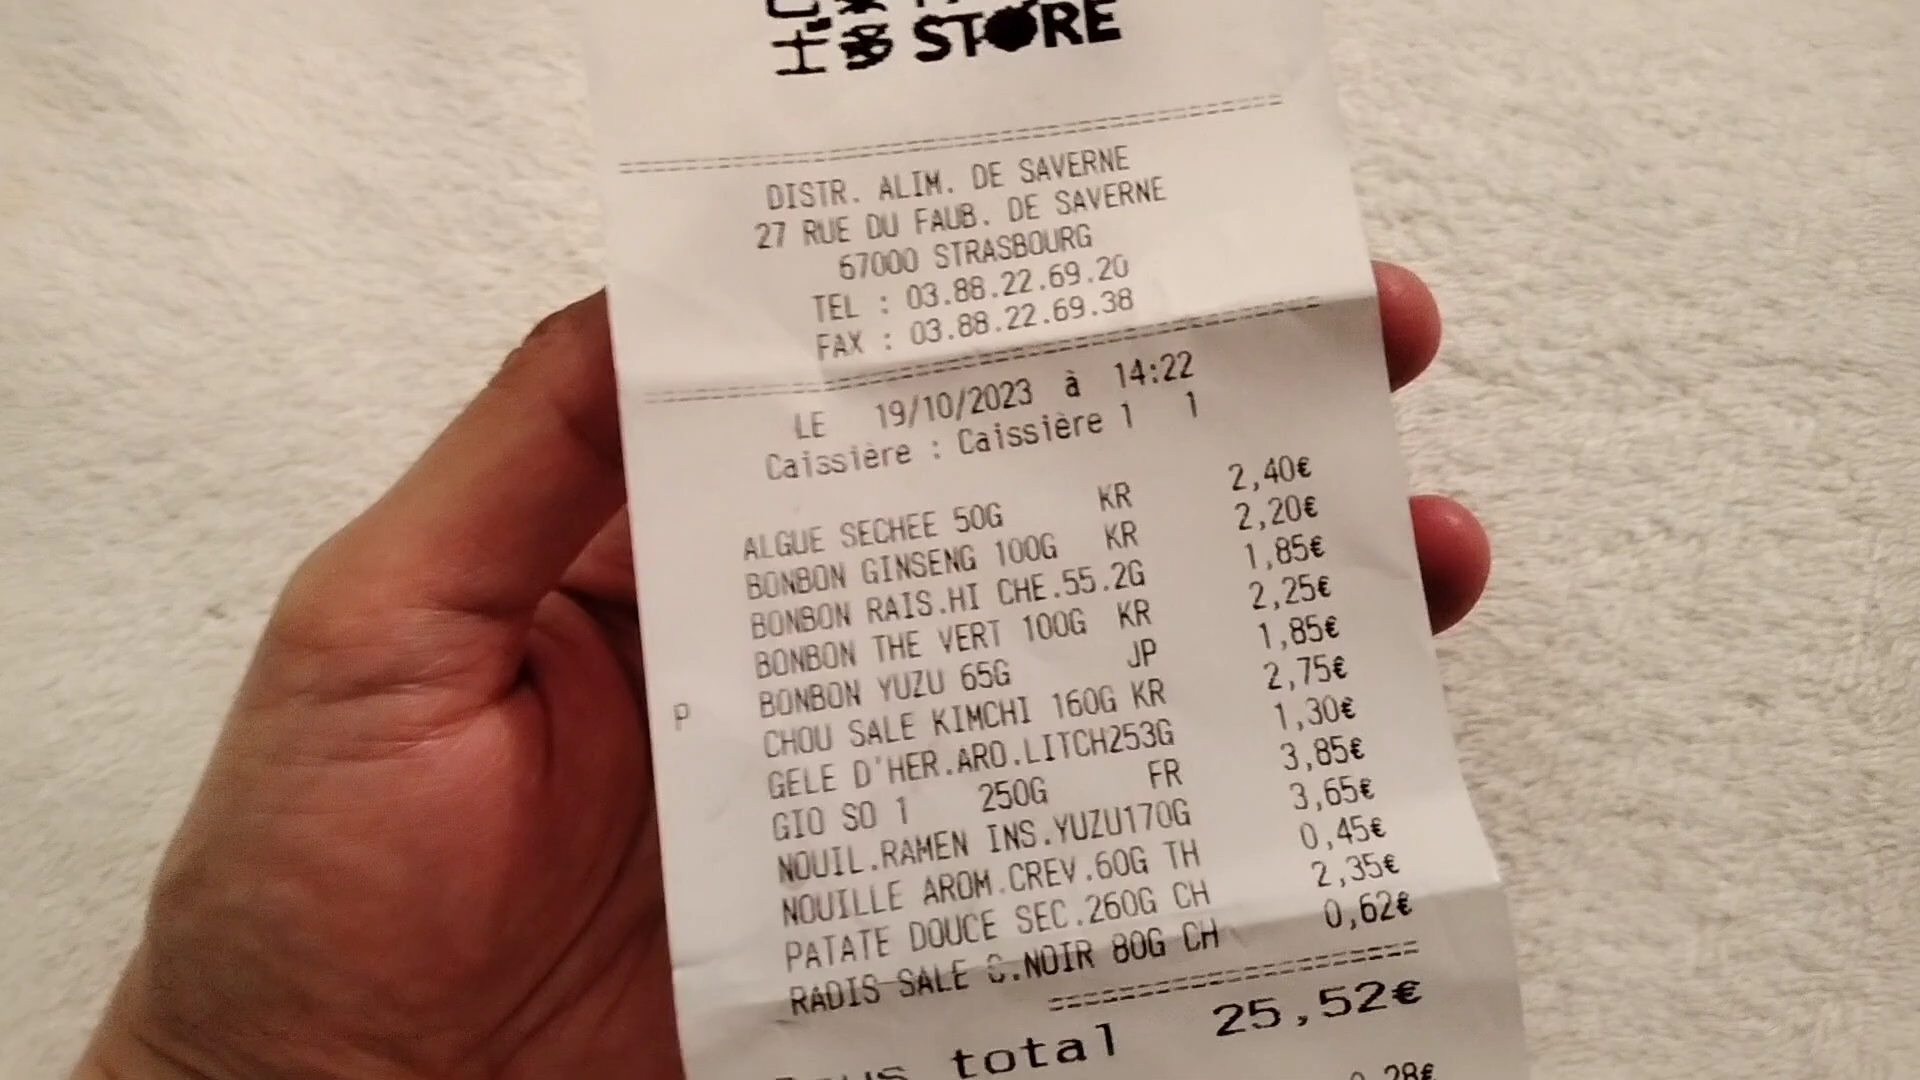 士多 STORE
DISTR. ALIM. DE SAVERNE
27 RUE DU FAUB. DE SAVERNE
67000 STRASBOURG
TEL : 03.88.22.69.20
FAX : 03.88.22.69.38
LE 19/10/2023 à 14:22
Caissière : Caissière 1 1
ALGUE SECHEE 50G KR 2,40€
BONBON GINSENG 100G KR 2,20€
BONBON RAIS.HI CHE.55.2G 1,85€
BONBON THE VERT 100G KR 2,25€
BONBON YUZU 65G JP 1,85€
P CHOU SALE KIMCHI 160G KR 2,75€
GELE D'HER.ARO.LITCH253G 1,30€
GIO SO 1 250G FR 3,85€
NOUIL.RAMEN INS.YUZU170G 3,65€
NOUILLE AROM.CREV.60G TH 0,45€
PATATE DOUCE SEC.260G CH 2,35€
RADIS SALE G.NOIR 80G CH 0,62€
total 25,52€